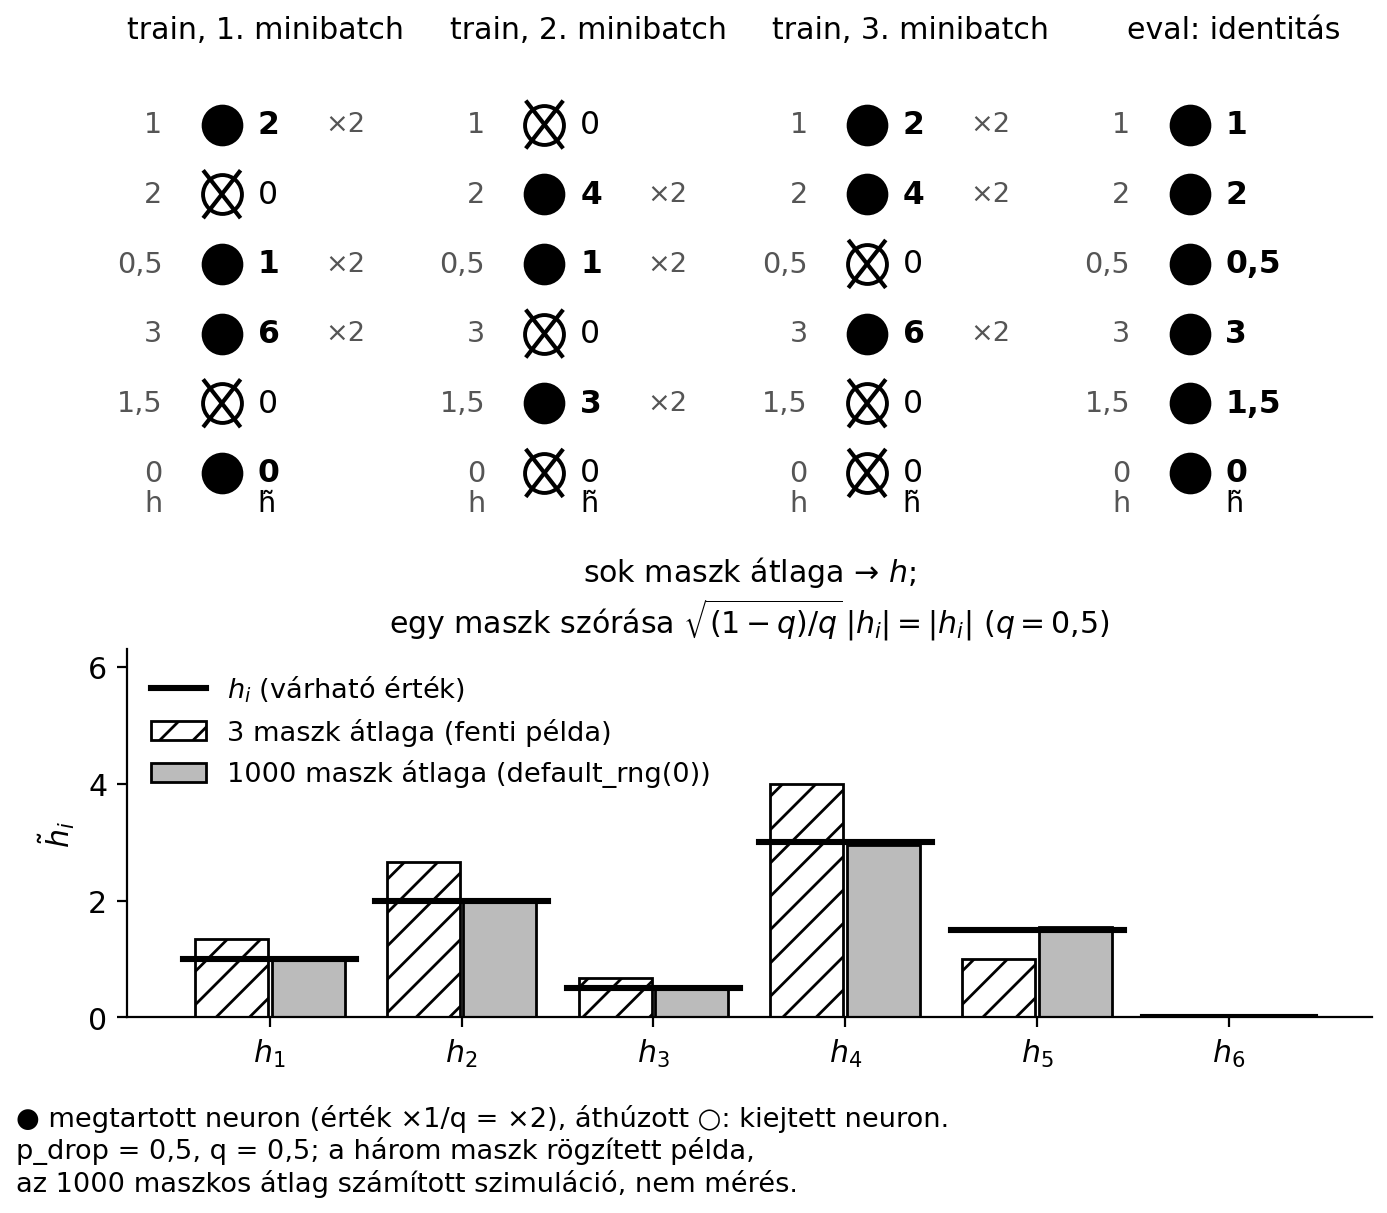 train, 1. minibatch train, 2. minibatch train, 3. minibatch eval: identitás
1 2 ×2 1 0 1 2 ×2 1 1
2 0 2 4 ×2 2 4 ×2 2 2
0,5 1 ×2 0,5 1 ×2 0,5 0 0,5 0,5
3 6 ×2 3 0 3 6 ×2 3 3
1,5 0 1,5 3 ×2 1,5 0 1,5 1,5
0 0 0 0 0 0 0 0
h h̃ h h̃ h h̃ h h̃
sok maszk átlaga → h;
egy maszk szórása √(1 − q)/q |hᵢ| = |hᵢ| (q = 0,5)
6
hᵢ (várható érték)
3 maszk átlaga (fenti példa)
1000 maszk átlaga (default_rng(0))
4
h̃ᵢ
2
0
h₁ h₂ h₃ h₄ h₅ h₆
● megtartott neuron (érték ×1/q = ×2), áthúzott ○: kiejtett neuron.
p_drop = 0,5, q = 0,5; a három maszk rögzített példa,
az 1000 maszkos átlag számított szimuláció, nem mérés.